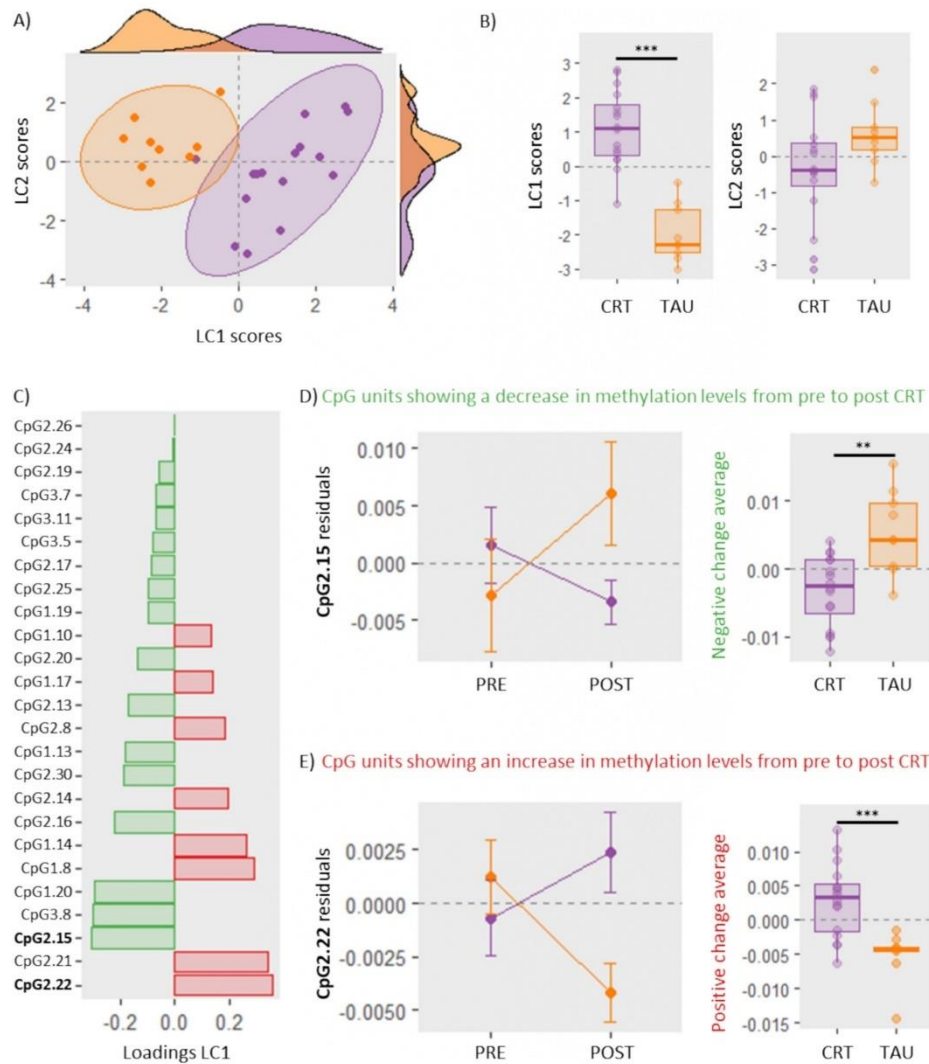 A)
LC2 scores
2
0
-2
-4
-4
-2
0
2
4
LC1 scores
B)
LC1 scores
3
2
1
0
-1
-2
-3
***
CRT
TAU
LC2 scores
3
2
1
0
-1
-2
-3
CRT
TAU
C)
CpG2.26
CpG2.24
CpG2.19
CpG3.7
CpG3.11
CpG3.5
CpG2.17
CpG2.25
CpG1.19
CpG1.10
CpG2.20
CpG1.17
CpG2.13
CpG2.8
CpG1.13
CpG2.30
CpG2.14
CpG2.16
CpG1.14
CpG1.8
CpG1.20
CpG3.8
CpG2.15
CpG2.21
CpG2.22
-0.2
0.0
0.2
Loadings LC1
D) CpG units showing a decrease in methylation levels from pre to post CRT
CpG2.15 residuals
0.010
0.005
0.000
-0.005
PRE
POST
Negative change average
0.01
0.00
-0.01
**
CRT
TAU
E) CpG units showing an increase in methylation levels from pre to post CRT
CpG2.22 residuals
0.0025
0.0000
-0.0025
-0.0050
PRE
POST
Positive change average
0.010
0.005
0.000
-0.005
-0.010
-0.015
***
CRT
TAU